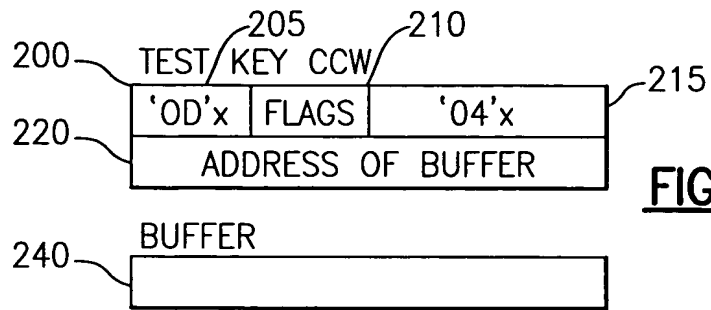 205
210
200
TEST KEY CCW
215
'0D'x FLAGS '04'x
220
ADDRESS OF BUFFER
FIG
BUFFER
240